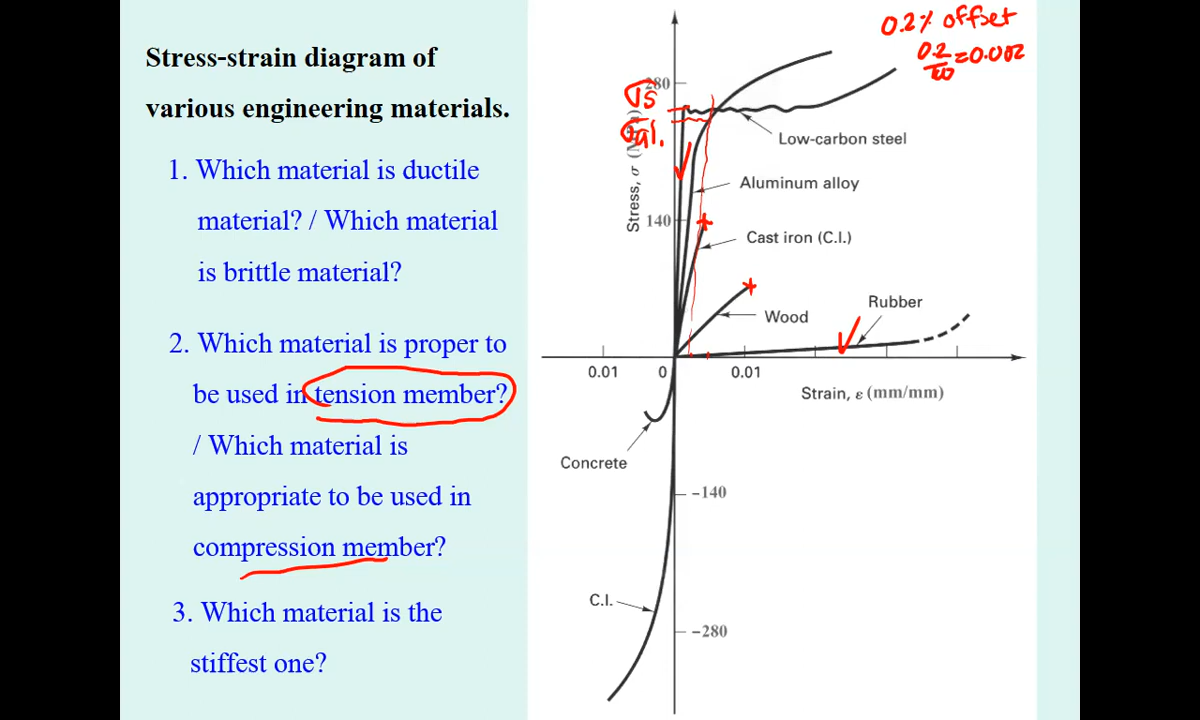 Stress-strain diagram of
various engineering materials.
1. Which material is ductile
material? / Which material
is brittle material?
2. Which material is proper to
be used in tension member?
/ Which material is
appropriate to be used in
compression member?
3. Which material is the
stiffest one?
0.2% offset
0.2/100=0.002
280
σs
σal.
Low-carbon steel
Stress, σ
Aluminum alloy
140
Cast iron (C.I.)
Rubber
Wood
0.01
0
0.01
Strain, ε (mm/mm)
Concrete
-140
C.I.
-280